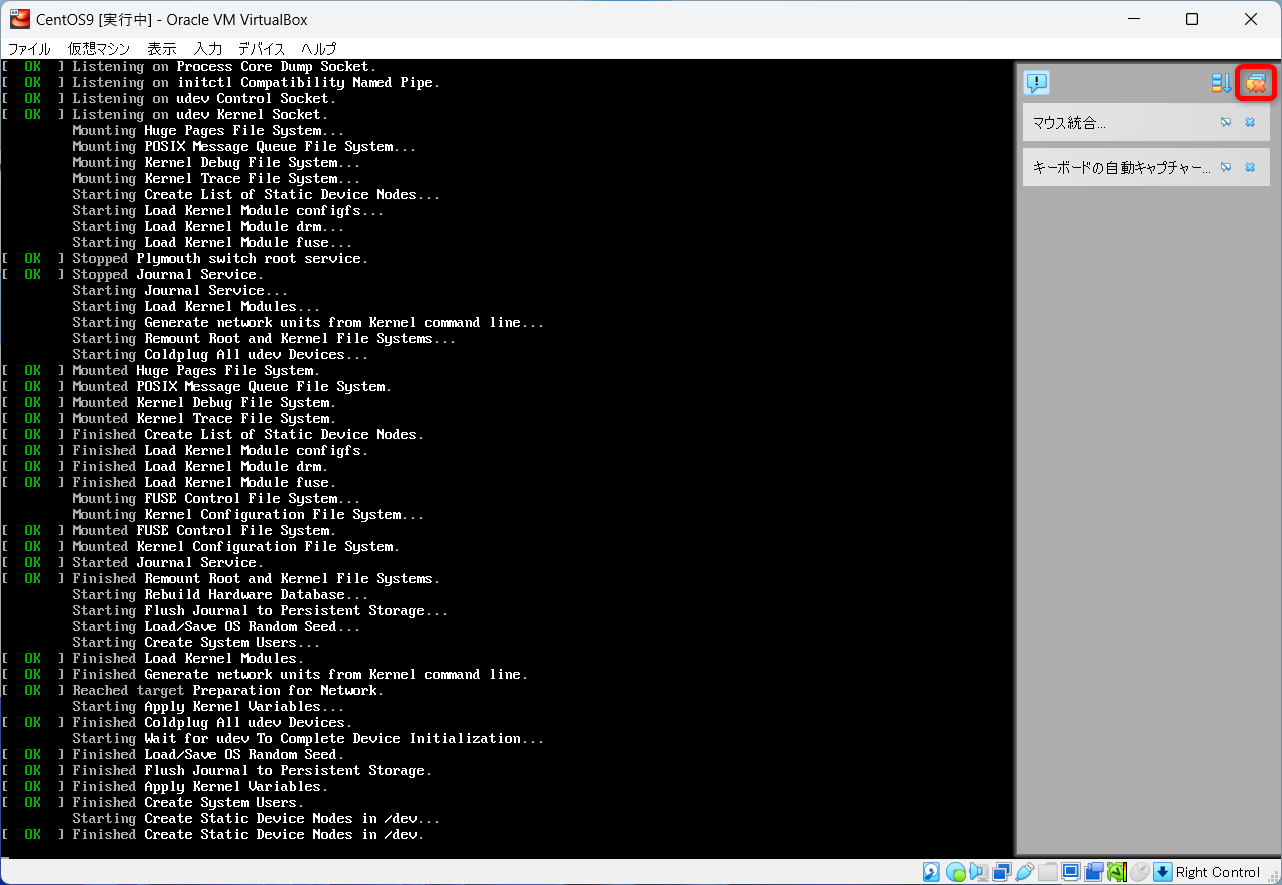 CentOS9 [実行中] - Oracle VM VirtualBox
ファイル 仮想マシン 表示 入力 デバイス ヘルプ
[ OK ] Listening on Process Core Dump Socket.
[ OK ] Listening on initctl Compatibility Named Pipe.
[ OK ] Listening on udev Control Socket.
[ OK ] Listening on udev Kernel Socket.
Mounting Huge Pages File System...
Mounting POSIX Message Queue File System...
Mounting Kernel Debug File System...
Mounting Kernel Trace File System...
Starting Create List of Static Device Nodes...
Starting Load Kernel Module configfs...
Starting Load Kernel Module drm...
Starting Load Kernel Module fuse...
[ OK ] Stopped Plymouth switch root service.
[ OK ] Stopped Journal Service.
Starting Journal Service...
Starting Load Kernel Modules...
Starting Generate network units from Kernel command line...
Starting Remount Root and Kernel File Systems...
Starting Coldplug All udev Devices...
[ OK ] Mounted Huge Pages File System.
[ OK ] Mounted POSIX Message Queue File System.
[ OK ] Mounted Kernel Debug File System.
[ OK ] Mounted Kernel Trace File System.
[ OK ] Finished Create List of Static Device Nodes.
[ OK ] Finished Load Kernel Module configfs.
[ OK ] Finished Load Kernel Module drm.
[ OK ] Finished Load Kernel Module fuse.
Mounting FUSE Control File System...
Mounting Kernel Configuration File System...
[ OK ] Mounted FUSE Control File System.
[ OK ] Mounted Kernel Configuration File System.
[ OK ] Started Journal Service.
[ OK ] Finished Remount Root and Kernel File Systems.
Starting Rebuild Hardware Database...
Starting Flush Journal to Persistent Storage...
Starting Load/Save OS Random Seed...
Starting Create System Users...
[ OK ] Finished Load Kernel Modules.
[ OK ] Finished Generate network units from Kernel command line.
[ OK ] Reached target Preparation for Network.
Starting Apply Kernel Variables...
[ OK ] Finished Coldplug All udev Devices.
Starting Wait for udev To Complete Device Initialization...
[ OK ] Finished Load/Save OS Random Seed.
[ OK ] Finished Flush Journal to Persistent Storage.
[ OK ] Finished Apply Kernel Variables.
[ OK ] Finished Create System Users.
Starting Create Static Device Nodes in /dev...
[ OK ] Finished Create Static Device Nodes in /dev.
マウス統合...
キーボードの自動キャプチャー...
Right Control